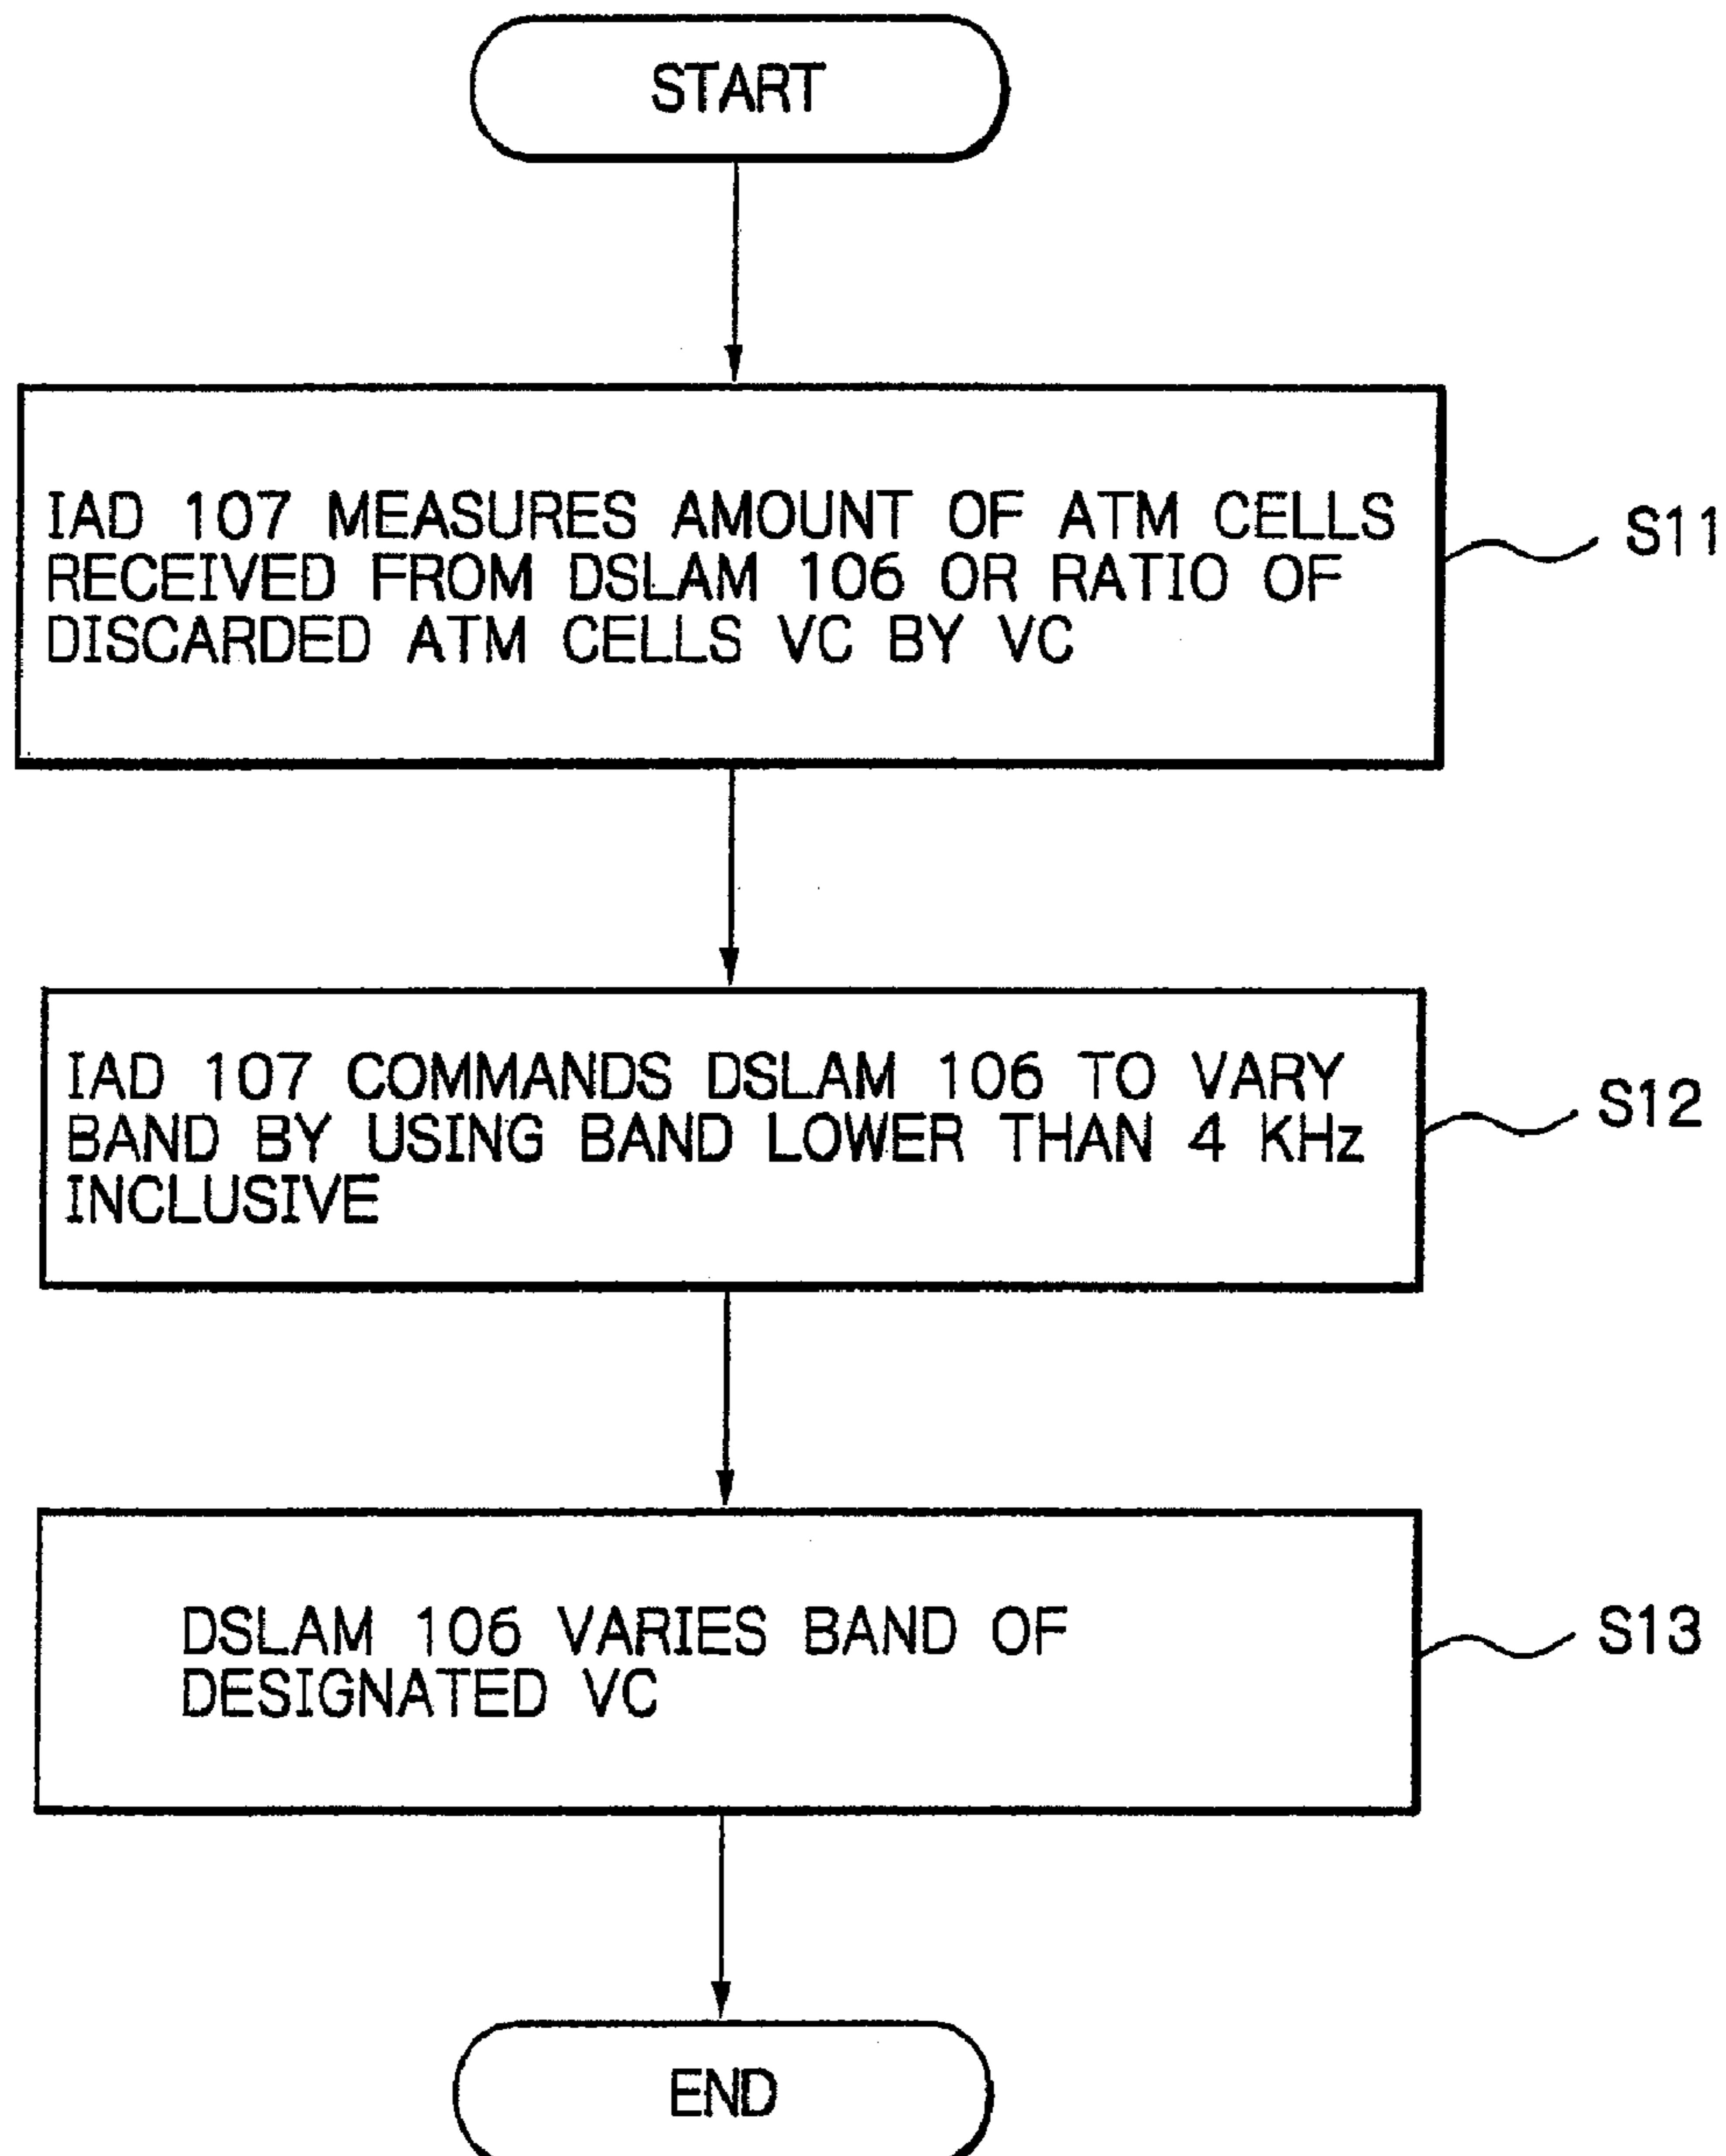 START
IAD 107 MEASURES AMOUNT OF ATM CELLS
RECEIVED FROM DSLAM 106 OR RATIO OF
DISCARDED ATM CELLS VC BY VC
S11
IAD 107 COMMANDS DSLAM 106 TO VARY
BAND BY USING BAND LOWER THAN 4 KHz
INCLUSIVE
S12
DSLAM 106 VARIES BAND OF
DESIGNATED VC
S13
END